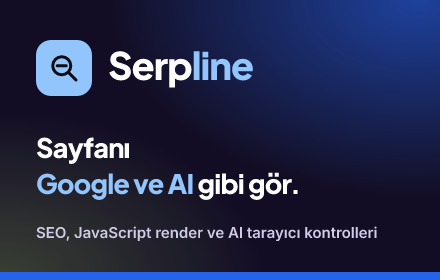 Serpline
Sayfanı
Google ve AI gibi gör.
SEO, JavaScript render ve AI tarayıcı kontrolleri